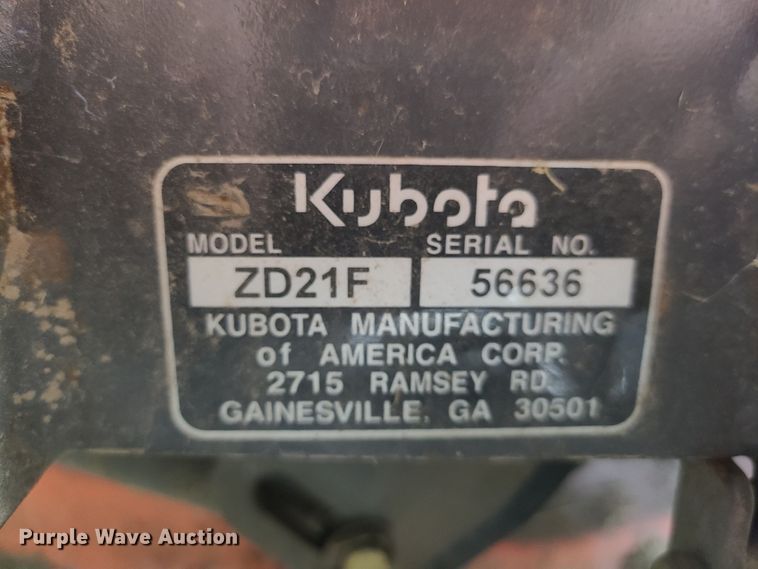 Kubota
MODEL SERIAL NO.
ZD21F 56636
KUBOTA MANUFACTURING
of AMERICA CORP.
2715 RAMSEY RD.
GAINESVILLE, GA 30501
Purple Wave Auction